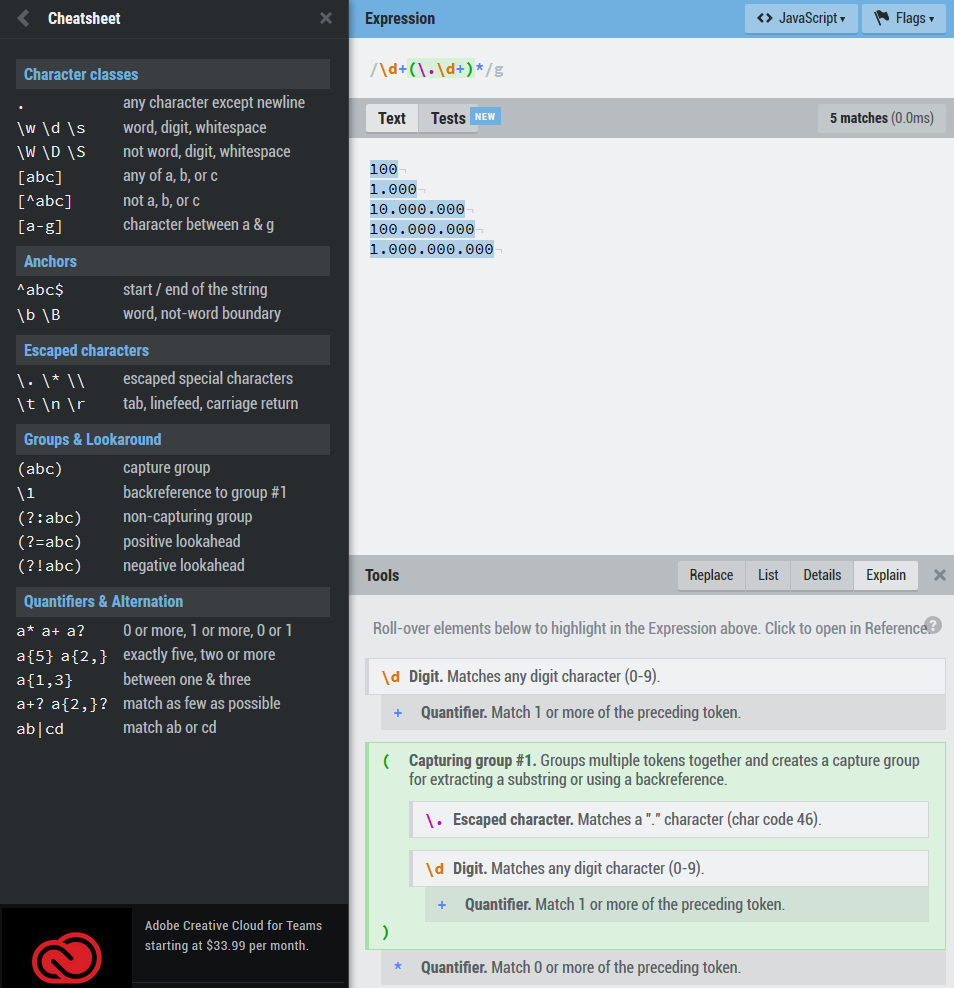 Cheatsheet
Character classes
. any character except newline
\w \d \s word, digit, whitespace
\W \D \S not word, digit, whitespace
[abc] any of a, b, or c
[^abc] not a, b, or c
[a-g] character between a & g
Anchors
^abc$ start / end of the string
\b \B word, not-word boundary
Escaped characters
\. \* \\ escaped special characters
\t \n \r tab, linefeed, carriage return
Groups & Lookaround
(abc) capture group
\1 backreference to group #1
(?:abc) non-capturing group
(?=abc) positive lookahead
(?!abc) negative lookahead
Quantifiers & Alternation
a* a+ a? 0 or more, 1 or more, 0 or 1
a{5} a{2,} exactly five, two or more
a{1,3} between one & three
a+? a{2,}? match as few as possible
ab|cd match ab or cd
Adobe Creative Cloud for Teams
starting at $33.99 per month.
Expression
<> JavaScript ▾ Flags ▾
/\d+(\.\d+)*/g
Text Tests NEW 5 matches (0.0ms)
100¬
1.000¬
10.000.000¬
100.000.000¬
1.000.000.000¬
Tools Replace List Details Explain
Roll-over elements below to highlight in the Expression above. Click to open in Reference.
?
\d Digit. Matches any digit character (0-9).
+ Quantifier. Match 1 or more of the preceding token.
( Capturing group #1. Groups multiple tokens together and creates a capture group
for extracting a substring or using a backreference.
\. Escaped character. Matches a "." character (char code 46).
\d Digit. Matches any digit character (0-9).
+ Quantifier. Match 1 or more of the preceding token.
)
* Quantifier. Match 0 or more of the preceding token.